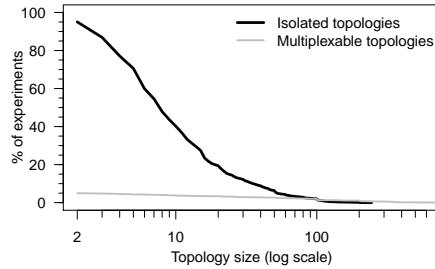 100
80
60
40
20
0
% of experiments
Isolated topologies
Multiplexable topologies
2 10 100
Topology size (log scale)